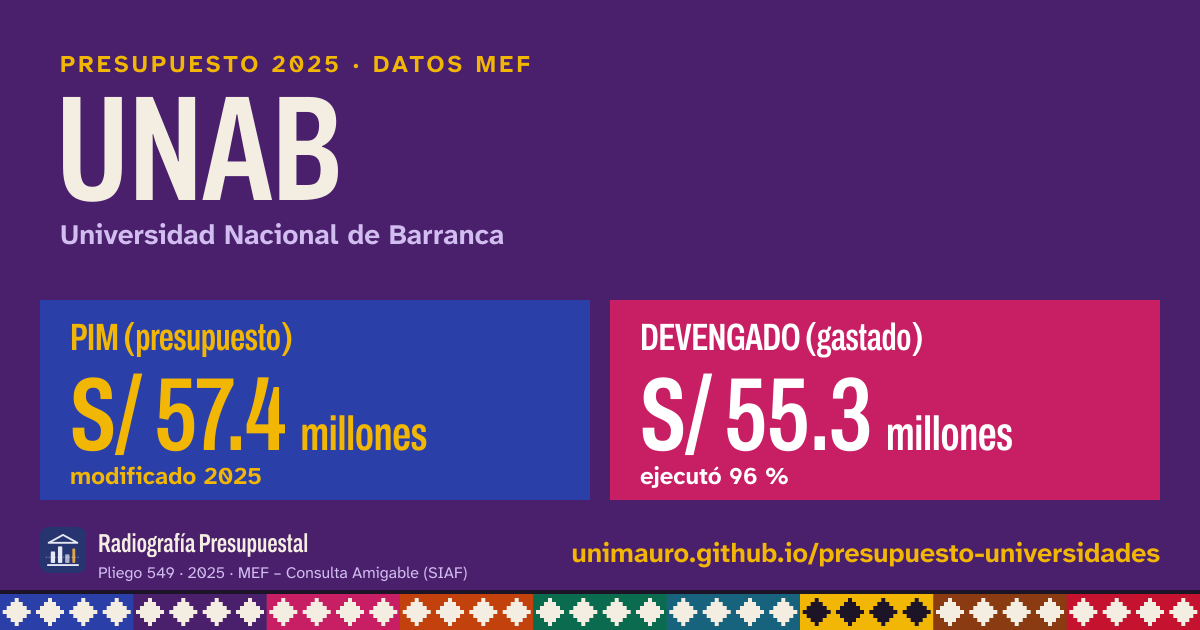 PRESUPUESTO 2025 · DATOS MEF
UNAB
Universidad Nacional de Barranca
PIM (presupuesto)
S/ 57.4 millones
modificado 2025
DEVENGADO (gastado)
S/ 55.3 millones
ejecutó 96 %
Radiografía Presupuestal
Pliego 549 · 2025 · MEF – Consulta Amigable (SIAF)
unimauro.github.io/presupuesto-universidades